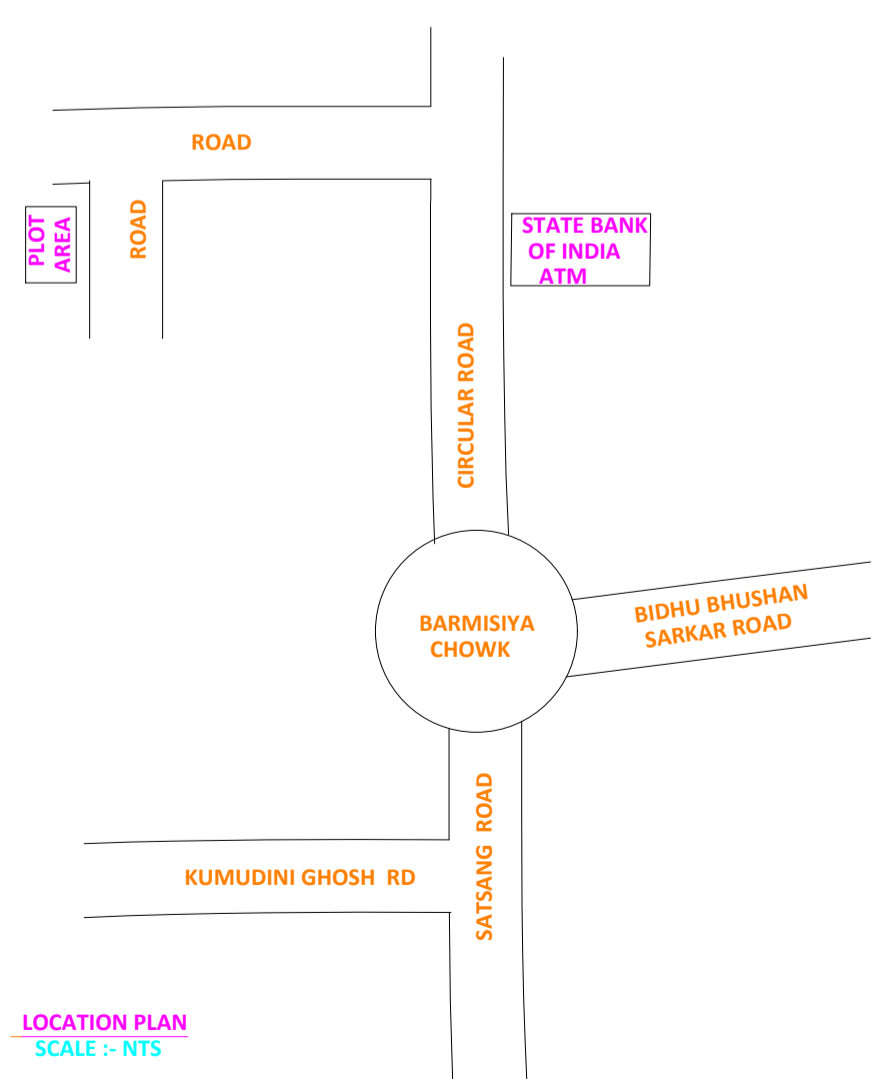 ROAD
ROAD
PLOT
AREA
STATE BANK
OF INDIA
ATM
CIRCULAR ROAD
BARMISIYA
CHOWK
BIDHU BHUSHAN
SARKAR ROAD
SATSANG ROAD
KUMUDINI GHOSH RD
LOCATION PLAN
SCALE :- NTS